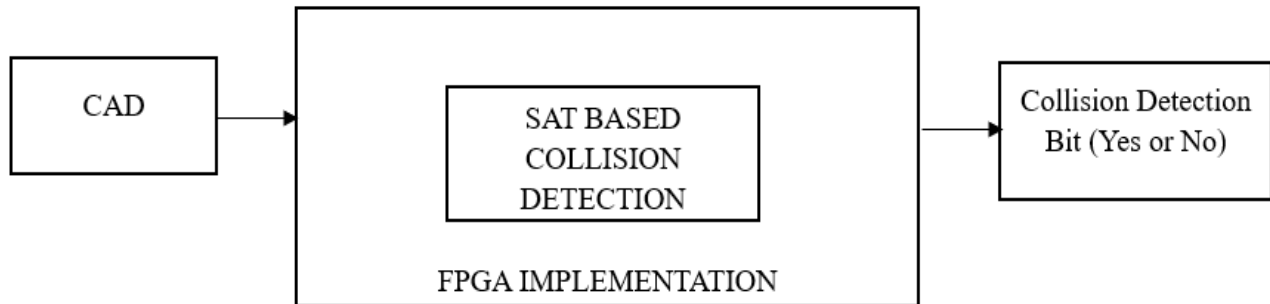 CAD
SAT BASED
COLLISION
DETECTION
FPGA IMPLEMENTATION
Collision Detection
Bit (Yes or No)